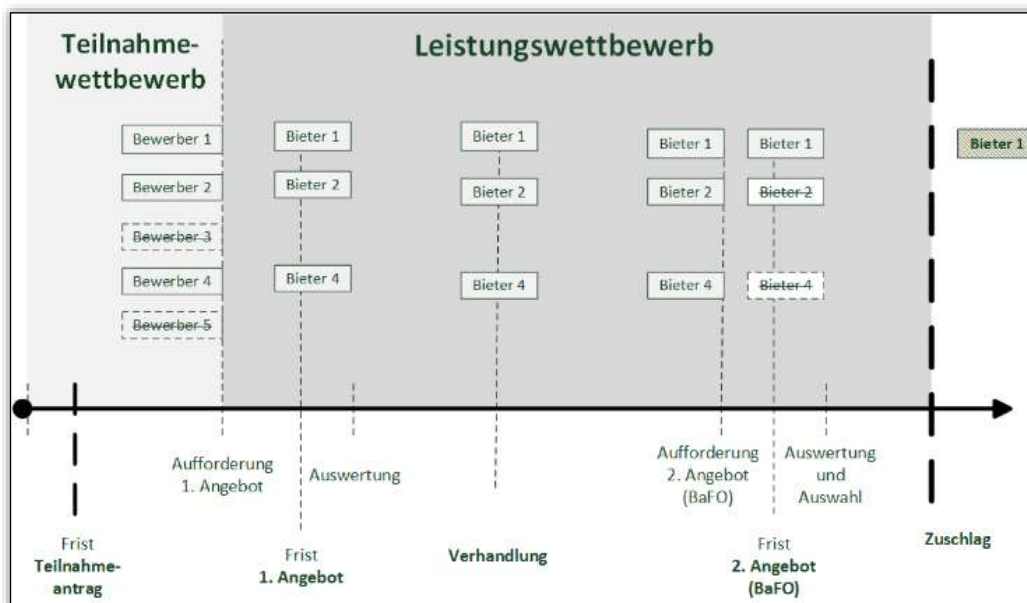 Teilnahme-
wettbewerb
Leistungswettbewerb
Bewerber 1
Bieter 1
Bieter 1
Bieter 1
Bieter 1
Bieter 1
Bewerber 2
Bieter 2
Bieter 2
Bieter 2
Bieter 2
Bewerber 3
Bewerber 4
Bieter 4
Bieter 4
Bieter 4
Bieter 4
Bewerber 5
Aufforderung
1. Angebot
Auswertung
Aufforderung
2. Angebot
(BaFO)
Auswertung
und
Auswahl
Frist
Teilnahme-
antrag
Frist
1. Angebot
Verhandlung
Frist
2. Angebot
(BaFO)
Zuschlag